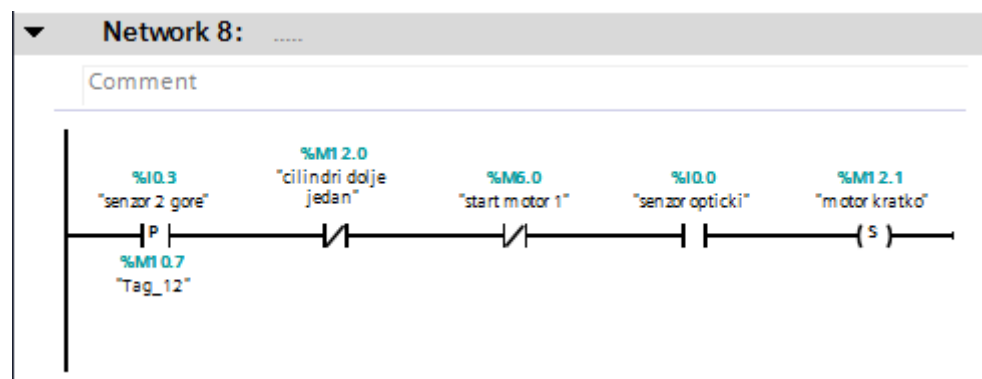 Network 8: .....
Comment
%I0.3
"senzor 2 gore"
P
%M10.7
"Tag_12"
%M12.0
"cilindri dolje
jedan"
%M6.0
"start motor 1"
%I0.0
"senzor opticki"
%M12.1
"motor kratko"
S